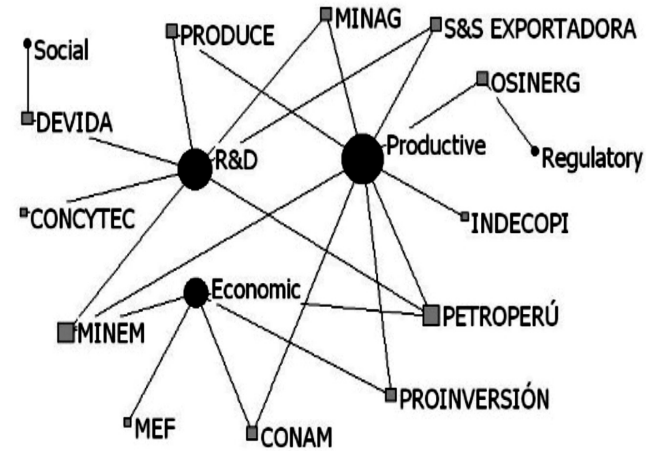 MINAG
PRODUCE
S&S EXPORTADORA
Social
OSINERG
DEVIDA
Productive
R&D
Regulatory
CONCYTEC
INDECOPI
Economic
PETROPERÚ
MINEM
PROINVERSIÓN
MEF
CONAM